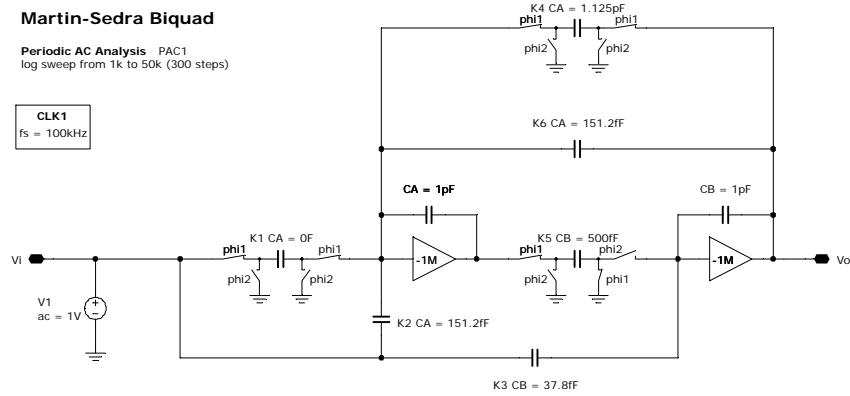 Martin-Sedra Biquad
Periodic AC Analysis PAC1
log sweep from 1k to 50k (300 steps)
CLK1
fs = 100kHz
K4 CA = 1.125pF
phi1
phi1
phi2
phi2
K6 CA = 151.2fF
CA = 1pF
CB = 1pF
K1 CA = 0F
phi1
phi1
phi2
phi2
K5 CB = 500fF
phi1
phi2
phi2
phi1
Vi
-1M
-1M
Vo
V1
ac = 1V
K2 CA = 151.2fF
K3 CB = 37.8fF